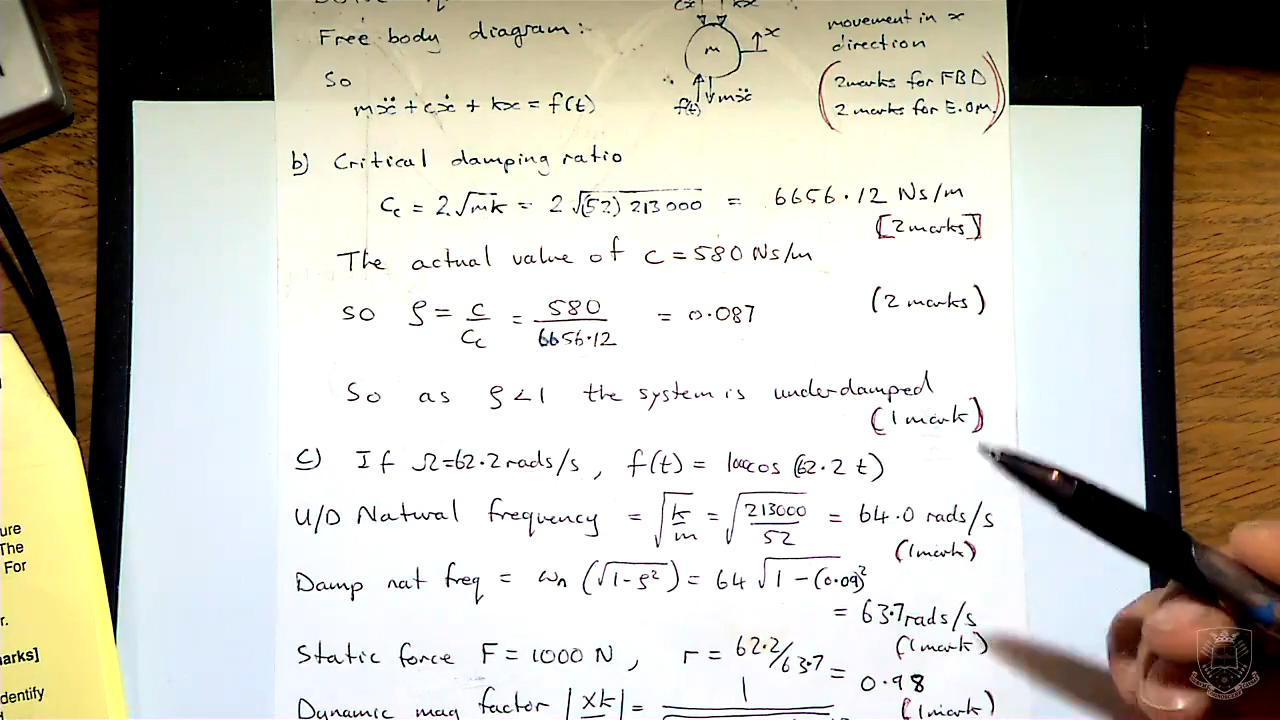 Free body diagram:
cx kx
m
x
f(t)
mẍ
movement in x
direction
So
mẍ + cẋ + kx = f(t)
(2 marks for FBD
2 marks for E.O.M.)
b) Critical damping ratio
Cc = 2√mk = 2√(52) 213000 = 6656.12 Ns/m
[2 marks]
The actual value of c = 580 Ns/m
so ζ = c/Cc = 580/6656.12 = 0.087
(2 marks)
So as ζ < 1 the system is underdamped
(1 mark)
c) If Ω = 62.2 rads/s, f(t) = 1000cos (62.2 t)
U/D Natural frequency = √k/m = √213000/52 = 64.0 rads/s
(1 mark)
Damp nat freq = ωn (√1-ζ²) = 64 √1-(0.09)²
= 63.7 rads/s
(1 mark)
Static force F = 1000 N, r = 62.2/63.7 = 0.98
(1 mark)
Dynamic mag factor |xk| = 1
ure
The
For
r.
arks]
dentify